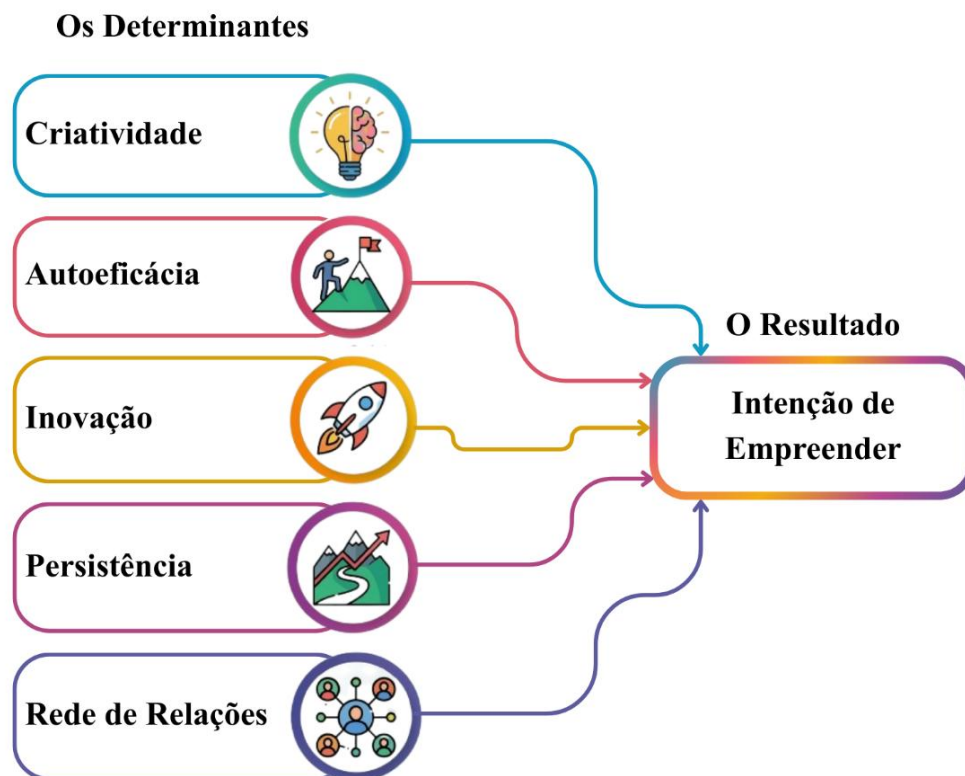 Os Determinantes
Criatividade
Autoeficácia
Inovação
Persistência
Rede de Relações
O Resultado
Intenção de
Empreender